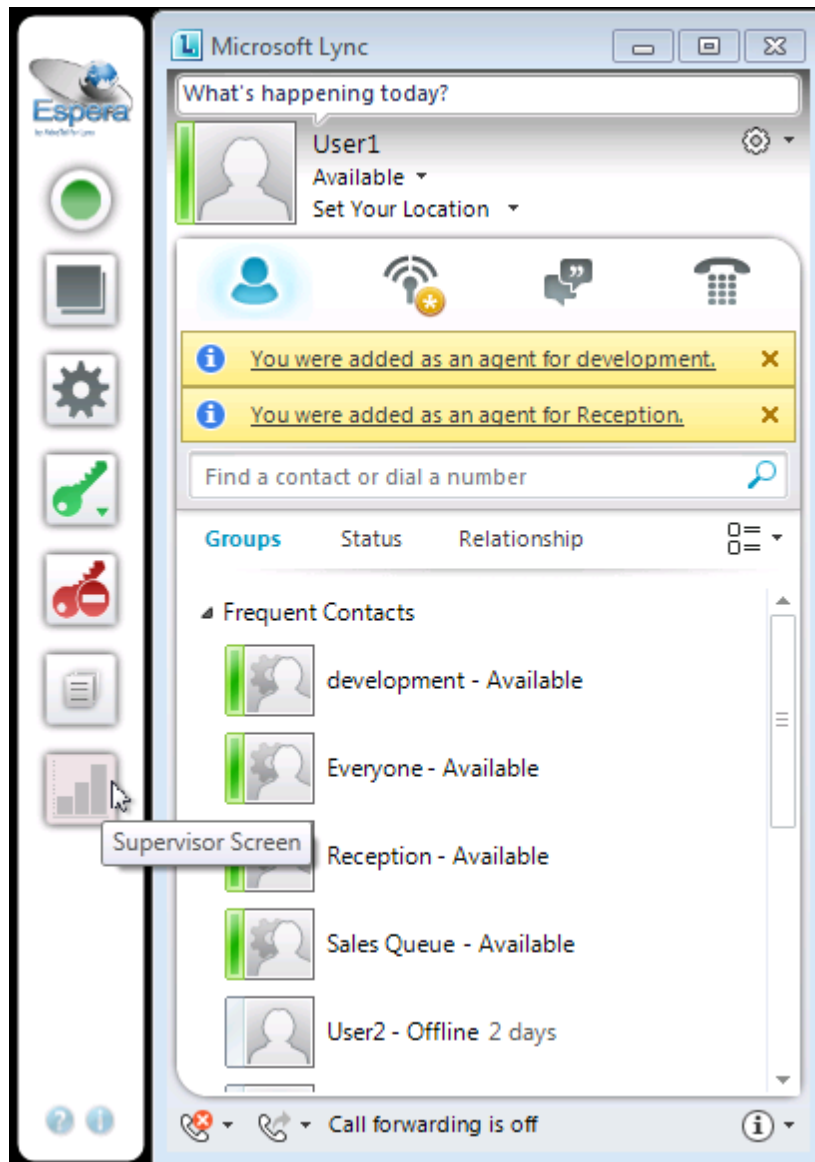 Espera
Microsoft Lync
What's happening today?
User1
Available
Set Your Location
You were added as an agent for development.
You were added as an agent for Reception.
Find a contact or dial a number
Groups Status Relationship
Frequent Contacts
development - Available
Everyone - Available
Supervisor Screen
Reception - Available
Sales Queue - Available
User2 - Offline 2 days
Call forwarding is off